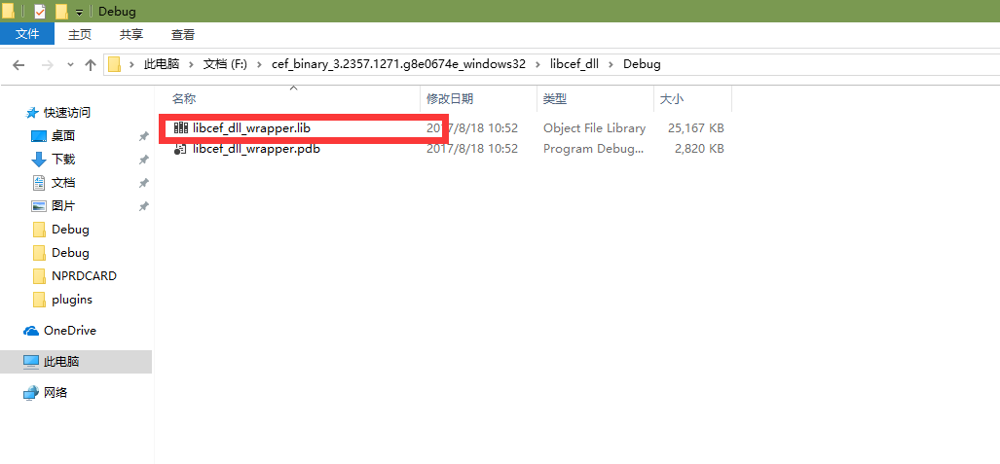 Debug
文件 主页 共享 查看
此电脑 文档 (F:) cef_binary_3.2357.1271.g8e0674e_windows32 libcef_dll Debug
名称 修改日期 类型 大小
快速访问
桌面
下载
文档
图片
Debug
Debug
NPRDCARD
plugins
OneDrive
此电脑
网络
libcef_dll_wrapper.lib 2017/8/18 10:52 Object File Library 25,167 KB
libcef_dll_wrapper.pdb 2017/8/18 10:52 Program Debug... 2,820 KB